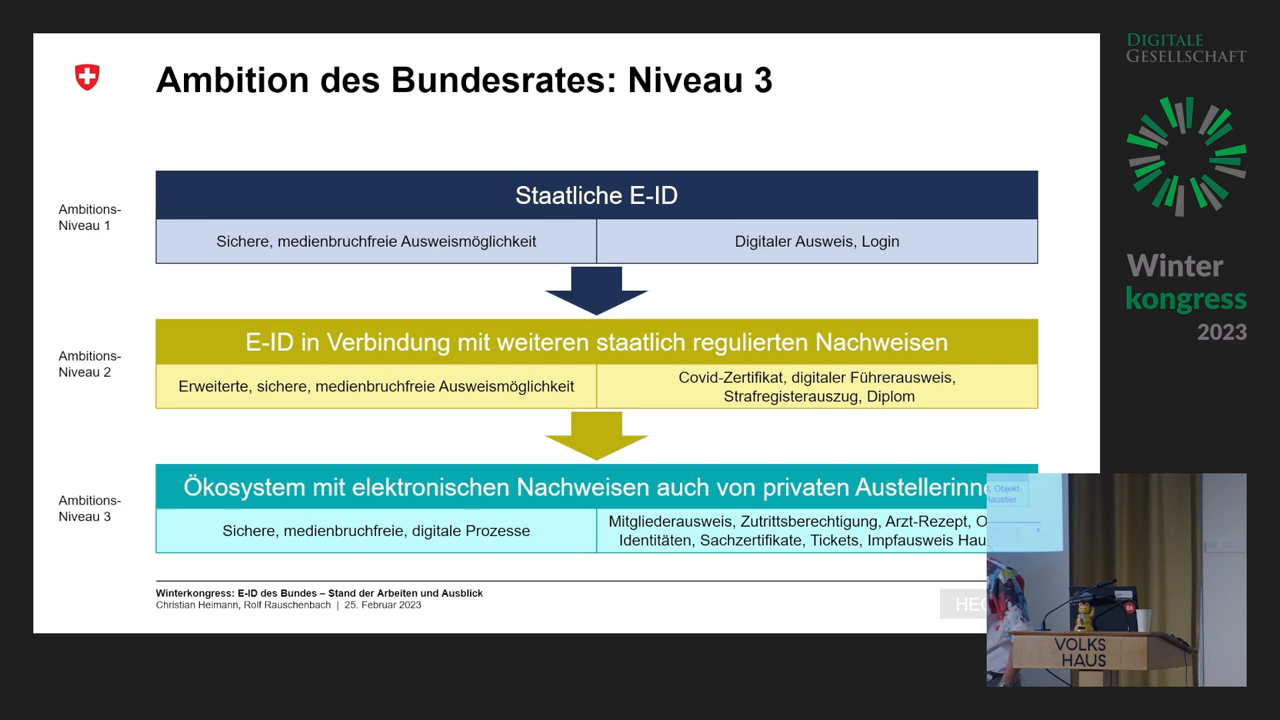 Ambition des Bundesrates: Niveau 3
Ambitions-
Niveau 1
Staatliche E-ID
Sichere, medienbruchfreie Ausweismöglichkeit
Digitaler Ausweis, Login
Ambitions-
Niveau 2
E-ID in Verbindung mit weiteren staatlich regulierten Nachweisen
Erweiterte, sichere, medienbruchfreie Ausweismöglichkeit
Covid-Zertifikat, digitaler Führerausweis,
Strafregisterauszug, Diplom
Ambitions-
Niveau 3
Ökosystem mit elektronischen Nachweisen auch von privaten Austellerinn
Sichere, medienbruchfreie, digitale Prozesse
Mitgliederausweis, Zutrittsberechtigung, Arzt-Rezept, O
Identitäten, Sachzertifikate, Tickets, Impfausweis Hau
Winterkongress: E-ID des Bundes – Stand der Arbeiten und Ausblick
Christian Heimann, Rolf Rauschenbach | 25. Februar 2023
DIGITALE
GESELLSCHAFT
Winter
kongress
2023
Objekt-
Haustier
VOLKS
HAUS